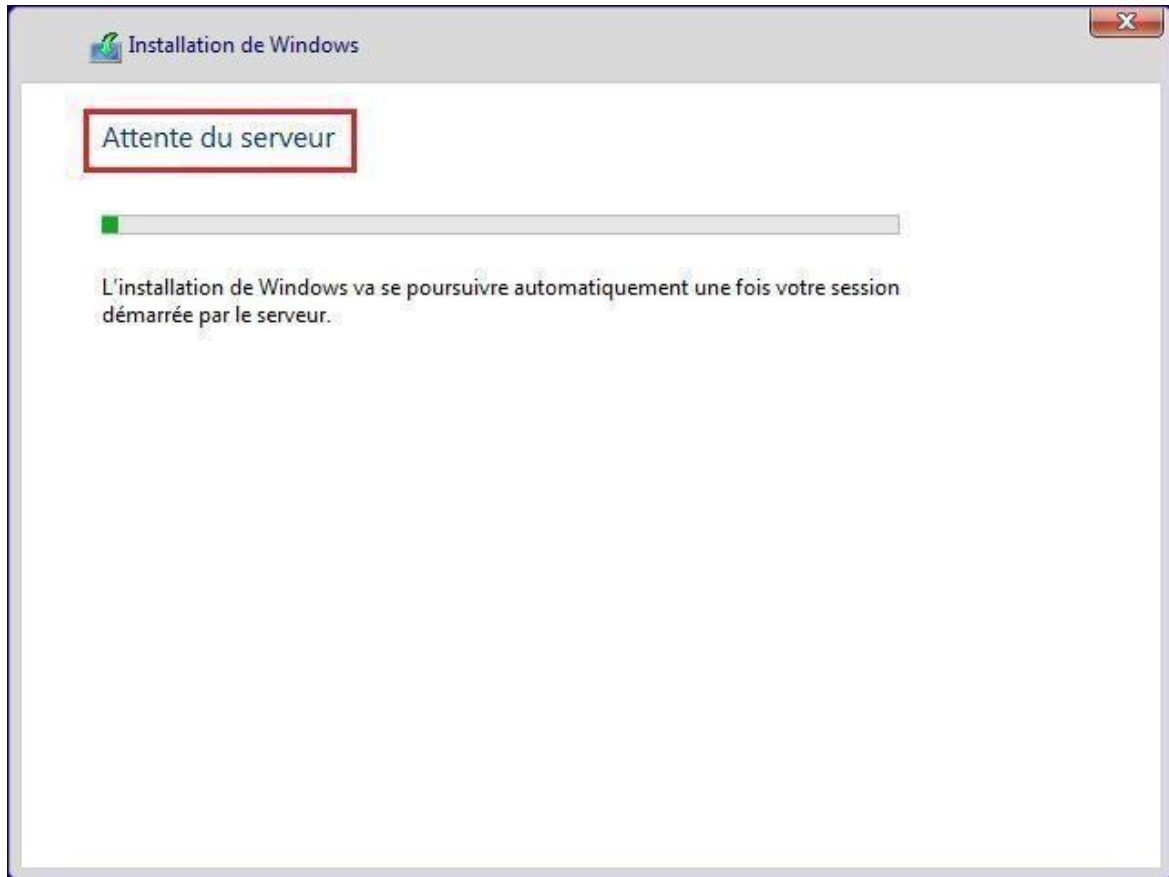 Installation de Windows
Attente du serveur
L'installation de Windows va se poursuivre automatiquement une fois votre session
démarrée par le serveur.